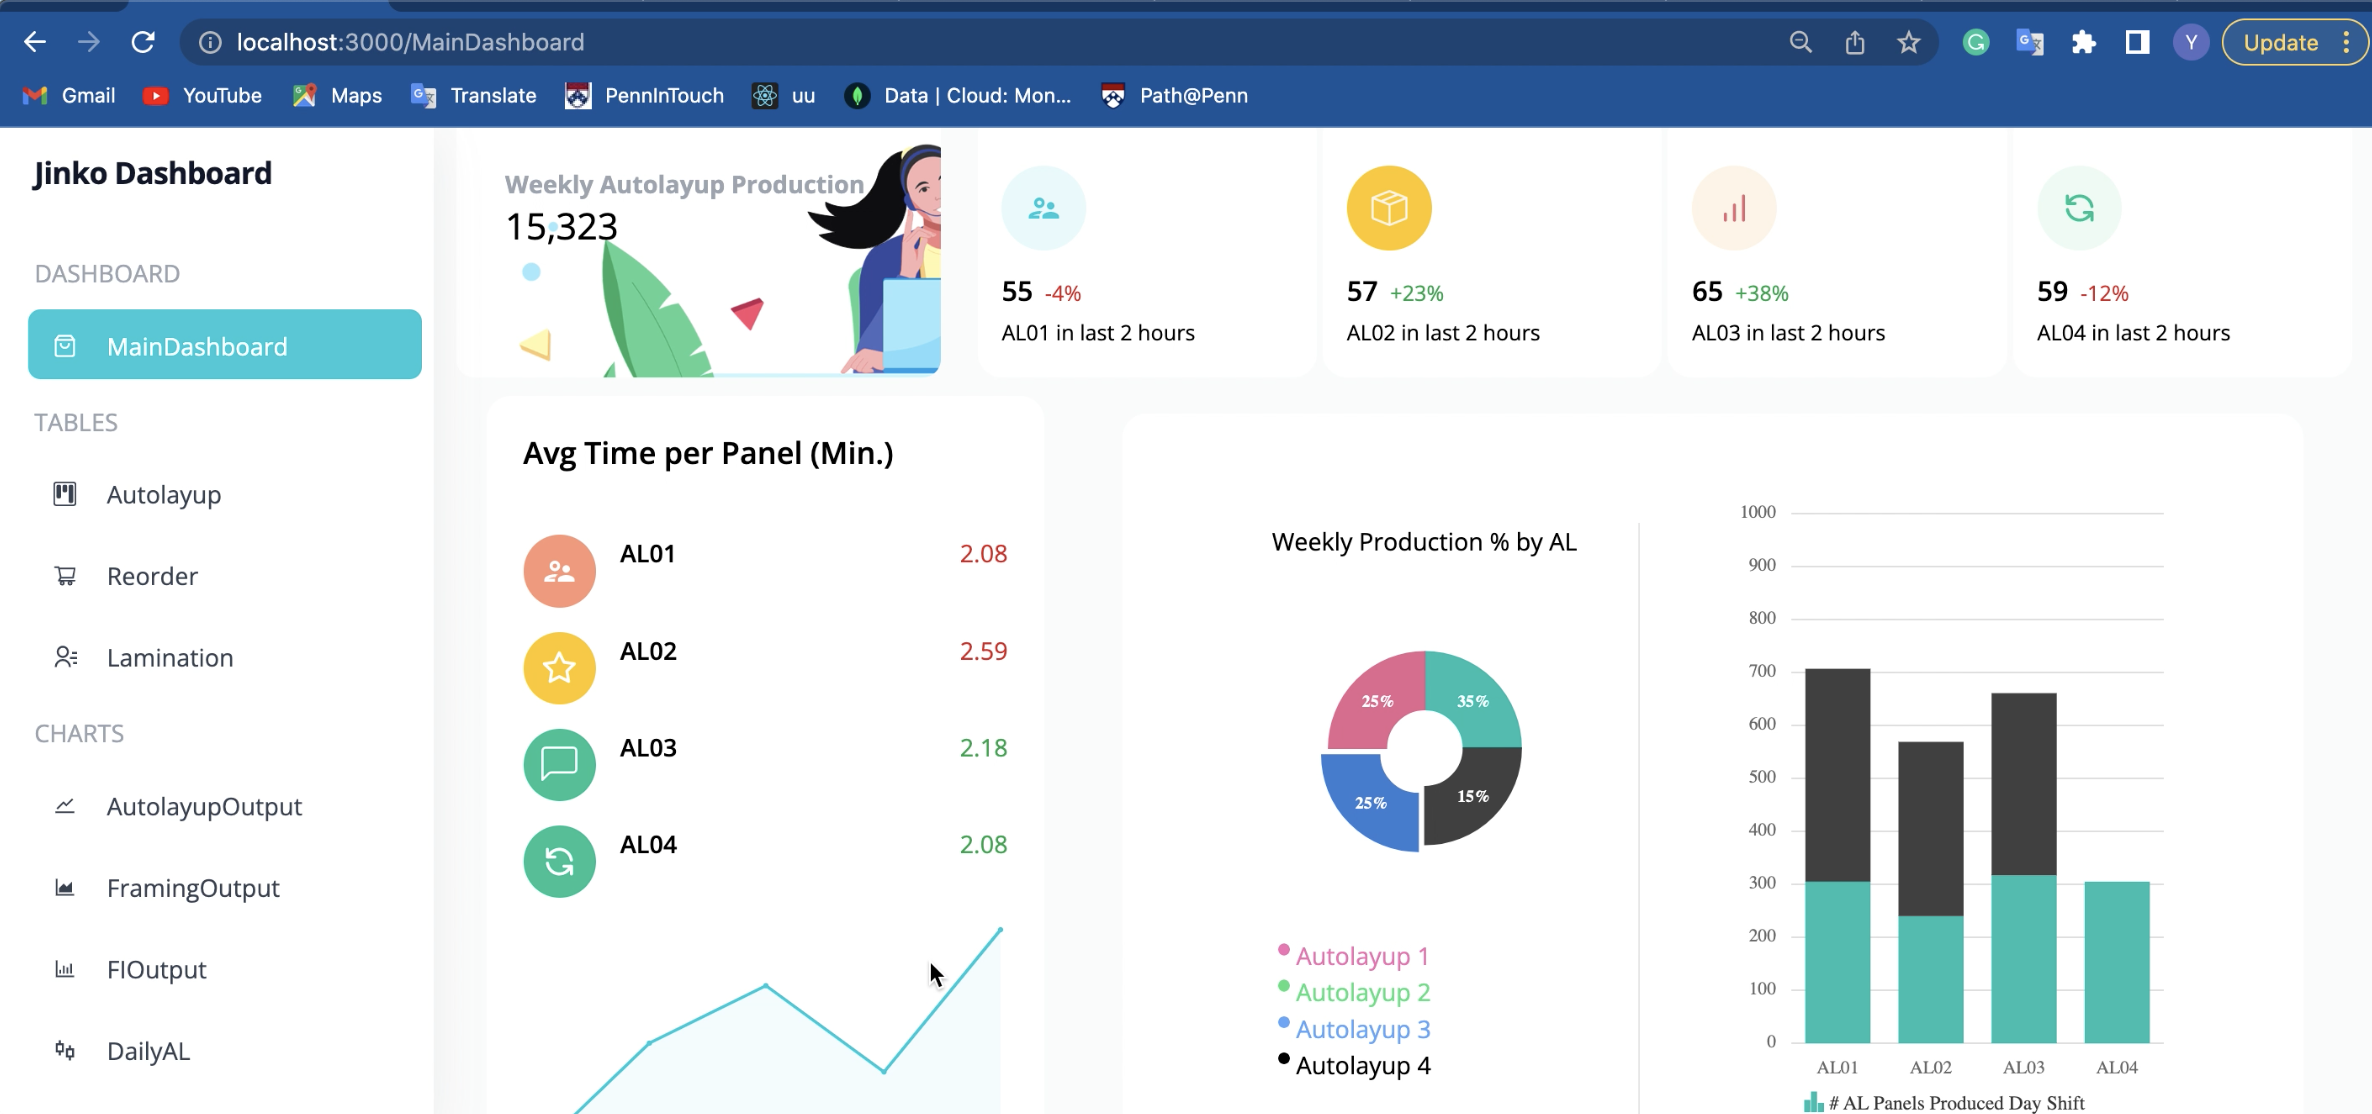 localhost:3000/MainDashboard
Update
Gmail YouTube Maps Translate PennInTouch uu Data | Cloud: Mon... Path@Penn
Jinko Dashboard
DASHBOARD
MainDashboard
TABLES
Autolayup
Reorder
Lamination
CHARTS
AutolayupOutput
FramingOutput
FIOutput
DailyAL
Weekly Autolayup Production
15,323
55 -4%
AL01 in last 2 hours
57 +23%
AL02 in last 2 hours
65 +38%
AL03 in last 2 hours
59 -12%
AL04 in last 2 hours
Avg Time per Panel (Min.)
AL01 2.08
AL02 2.59
AL03 2.18
AL04 2.08
Weekly Production % by AL
25% 35%
25% 15%
Autolayup 1
Autolayup 2
Autolayup 3
Autolayup 4
1000
900
800
700
600
500
400
300
200
100
0
AL01 AL02 AL03 AL04
# AL Panels Produced Day Shift